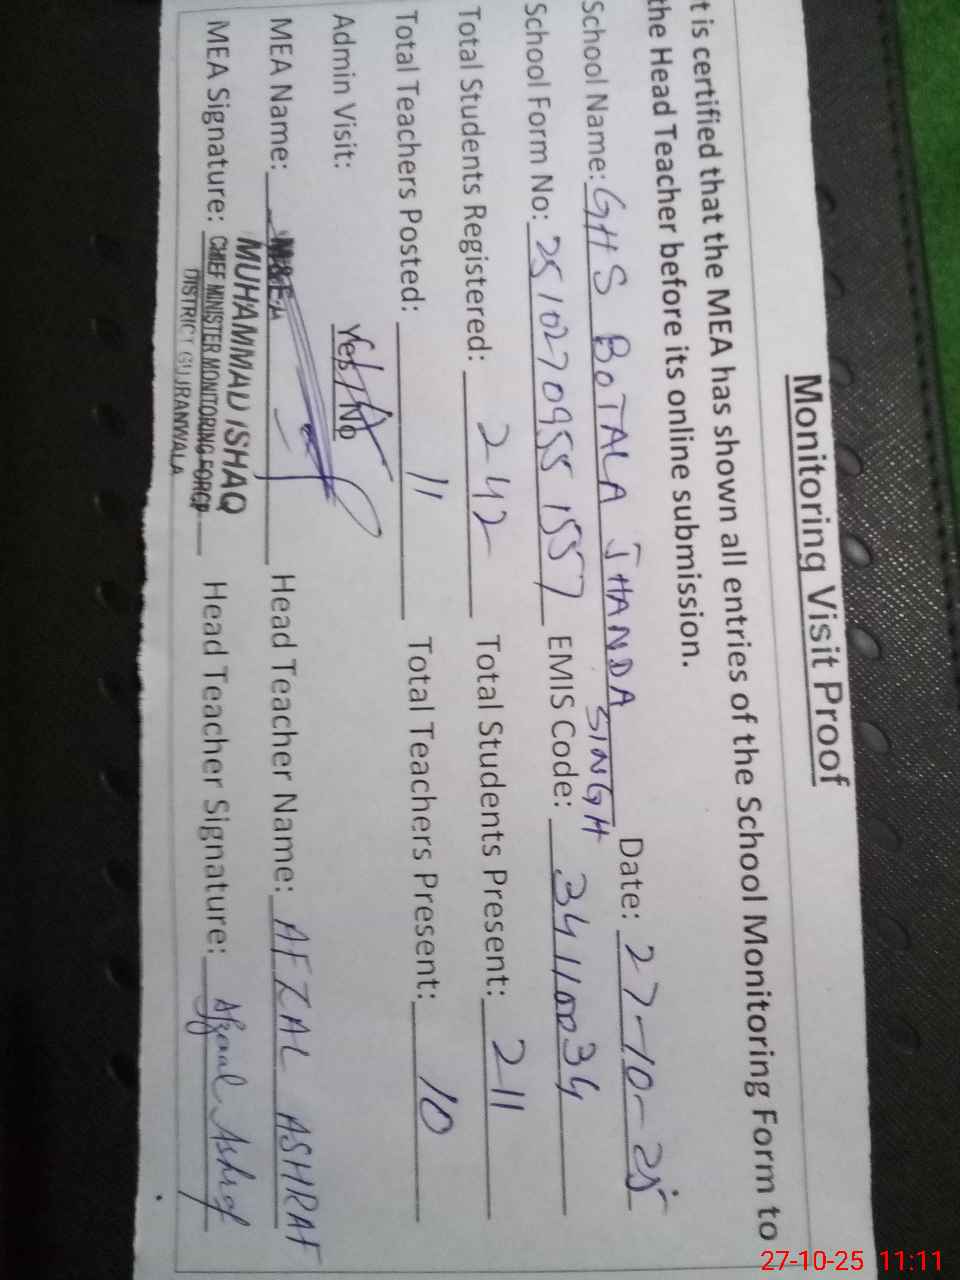 Monitoring Visit Proof
t is certified that the MEA has shown all entries of the School Monitoring Form to
the Head Teacher before its online submission.
School Name: GHS BOTALA JHANDA SINGH Date: 27-10-25
School Form No: 25102709551557 EMIS Code: 34110034
Total Students Registered: 242 Total Students Present: 211
Total Teachers Posted: 11 Total Teachers Present: 10
Admin Visit: Yes/No
MEA Name: Head Teacher Name: AFZAL ASHRAF
MUHAMMAD ISHAQ
MEA Signature: CHIEF MINISTER MONITORING FORCE Head Teacher Signature: Afzaal Ashraf
DISTRICT GUJRANWALA
27-10-25 11:11